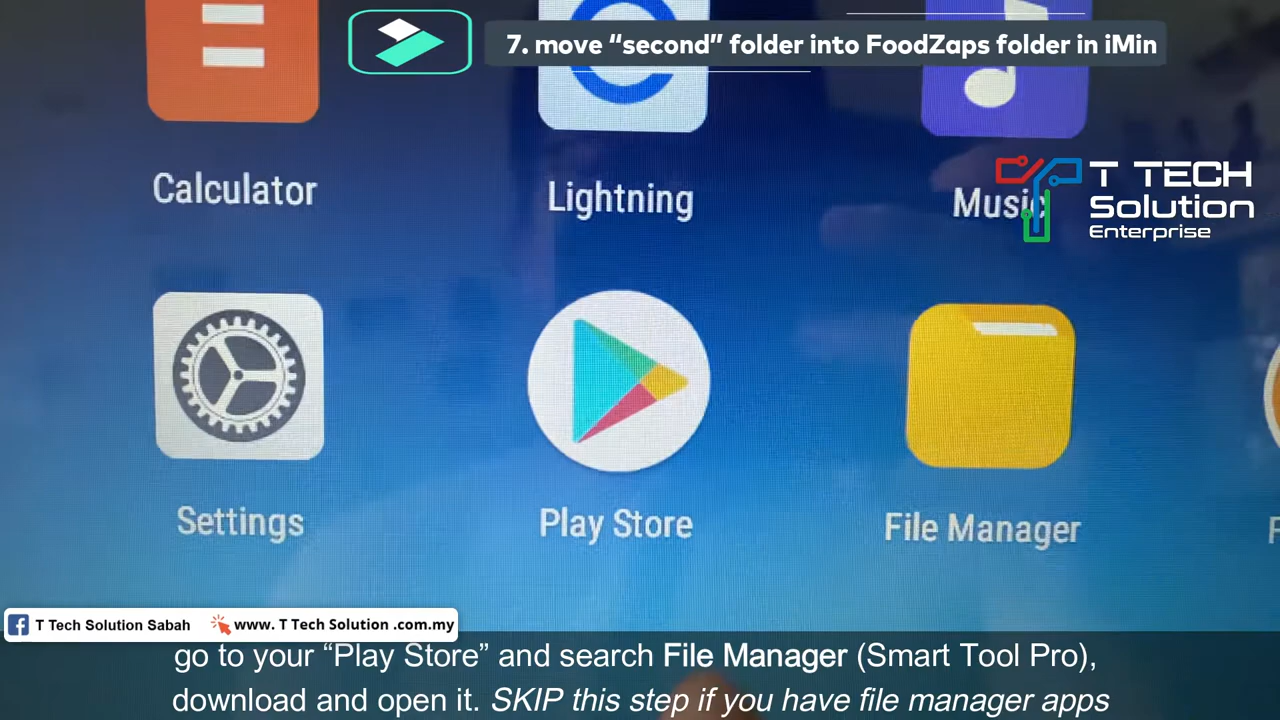 7. move “second” folder into FoodZaps folder in iMin
Calculator
Lightning
Music
T TECH
Solution
Enterprise
Settings
Play Store
File Manager
T Tech Solution Sabah
www. T Tech Solution .com.my
go to your “Play Store” and search File Manager (Smart Tool Pro),
download and open it. SKIP this step if you have file manager apps